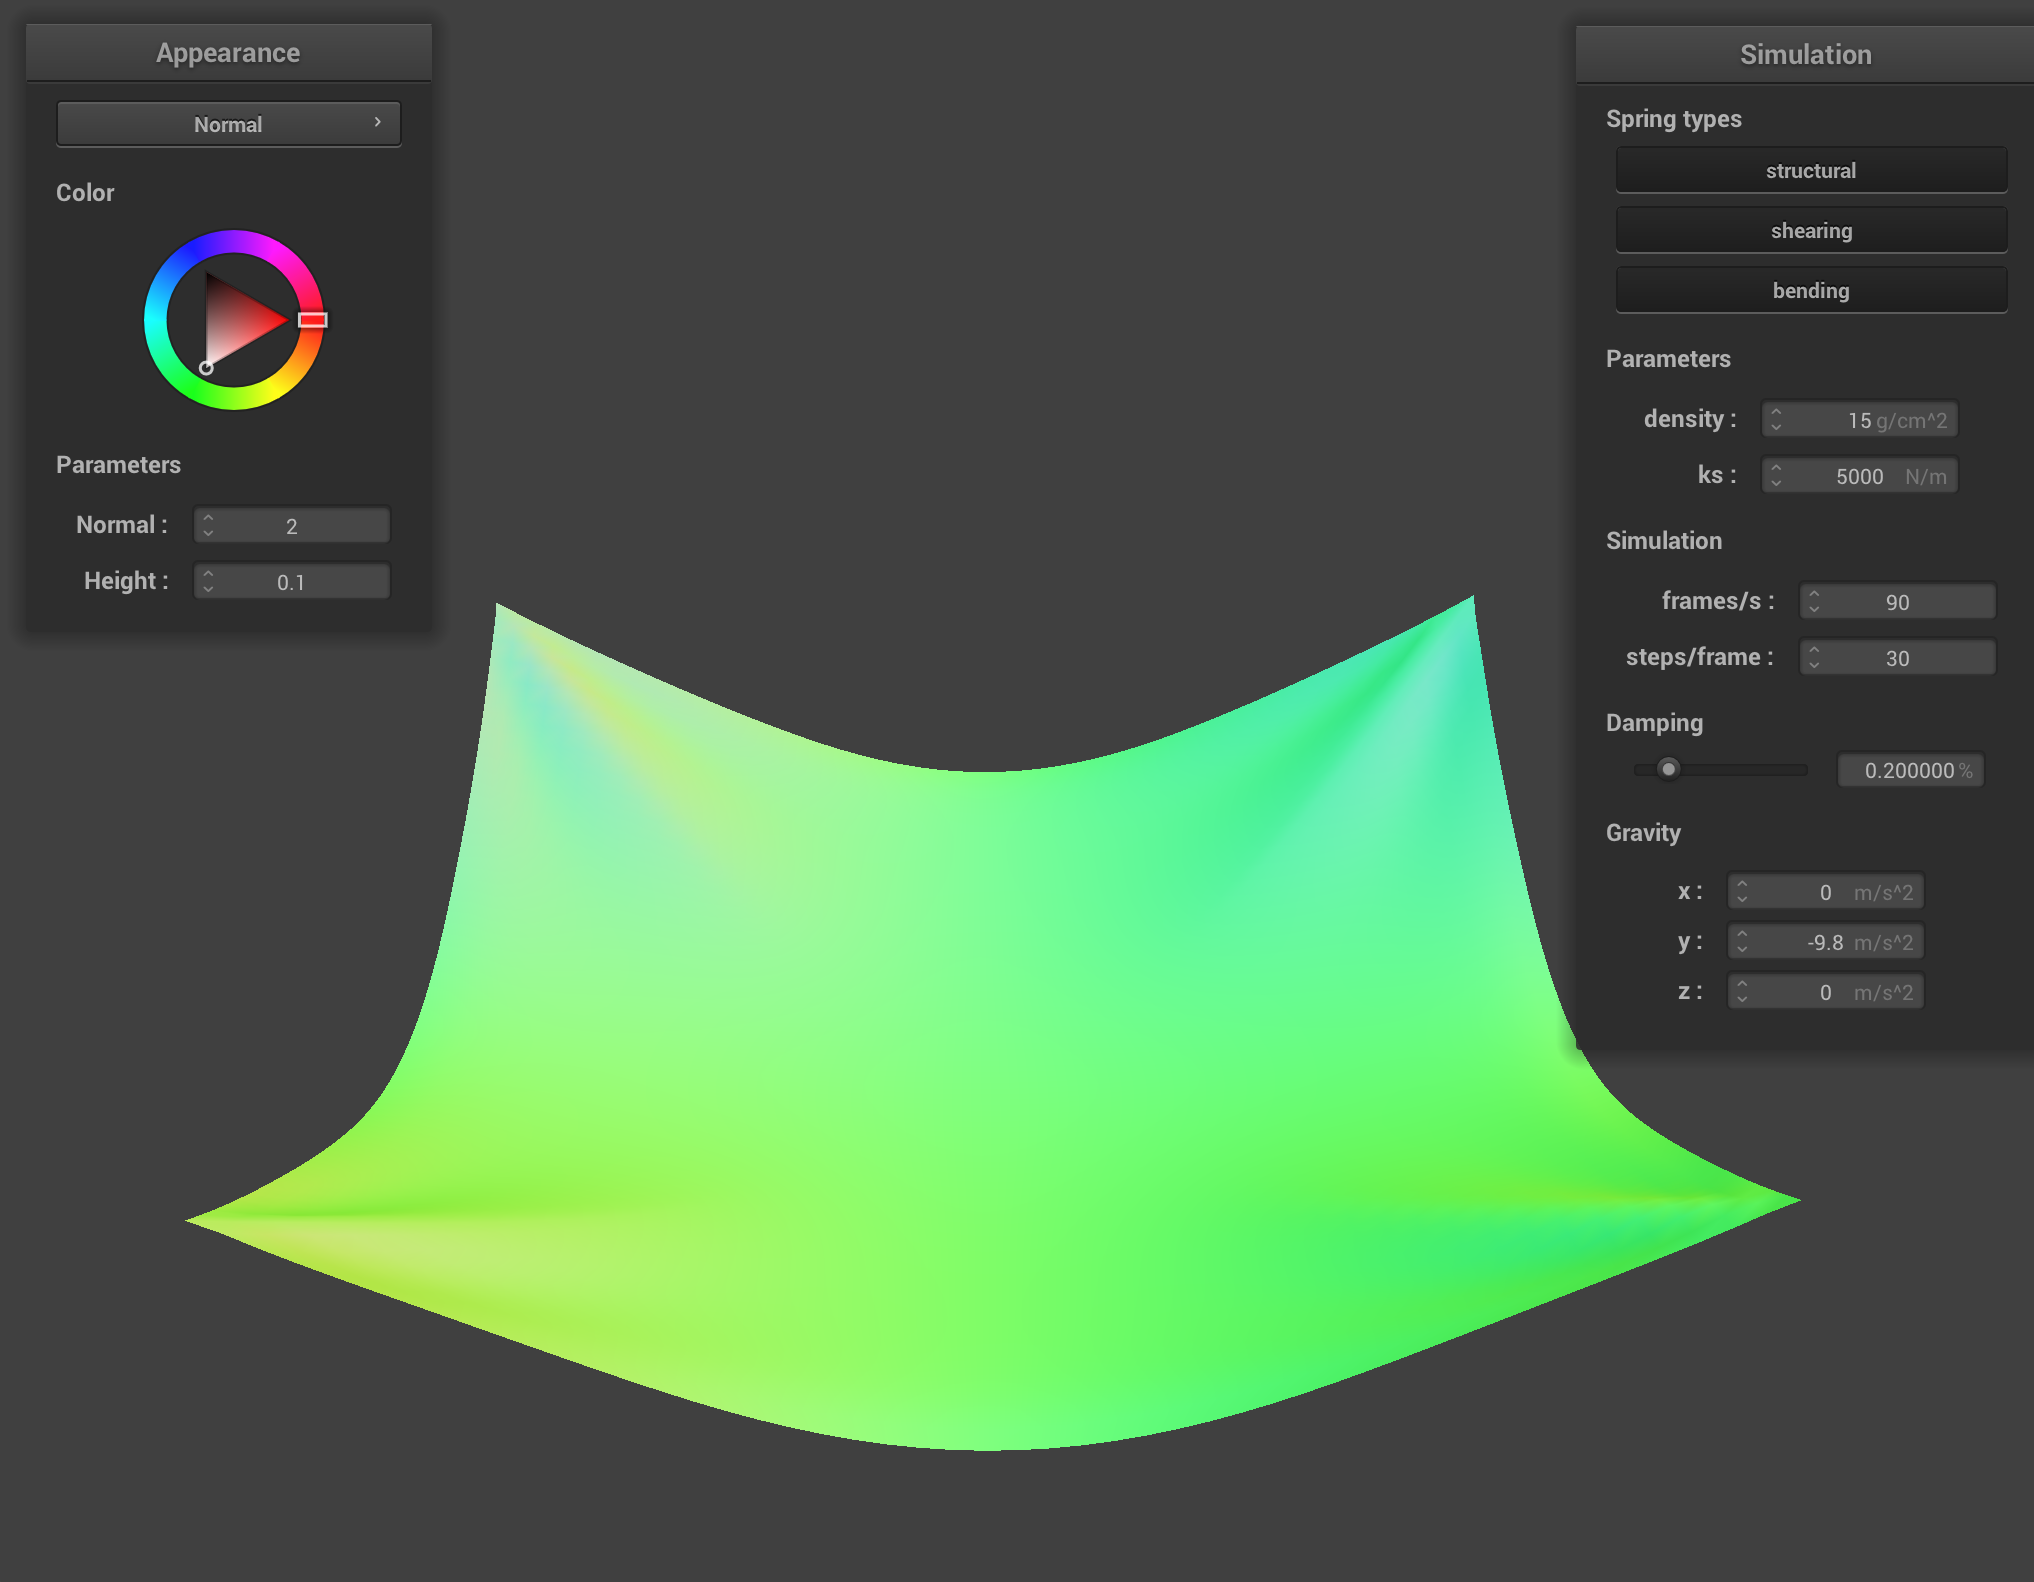 Appearance
Normal
Color
Parameters
Normal : 2
Height : 0.1
Simulation
Spring types
structural
shearing
bending
Parameters
density : 15 g/cm^2
ks : 5000 N/m
Simulation
frames/s : 90
steps/frame : 30
Damping
0.200000 %
Gravity
x : 0 m/s^2
y : -9.8 m/s^2
z : 0 m/s^2